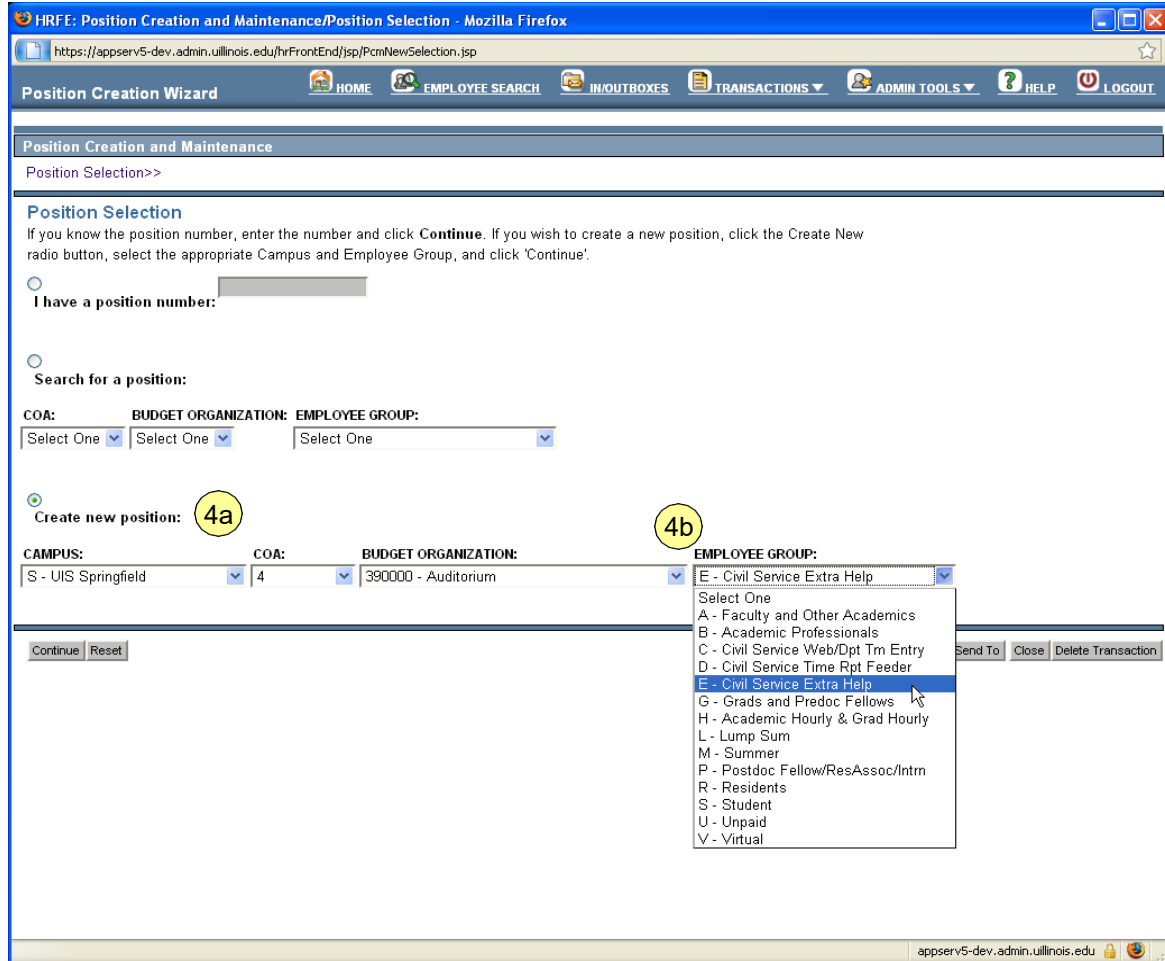 HRFE: Position Creation and Maintenance/Position Selection - Mozilla Firefox
https://appserv5-dev.admin.uillinois.edu/hrFrontEnd/jsp/PcmNewSelection.jsp
Position Creation Wizard HOME EMPLOYEE SEARCH IN/OUTBOXES TRANSACTIONS ADMIN TOOLS HELP LOGOUT
Position Creation and Maintenance
Position Selection>>
Position Selection
If you know the position number, enter the number and click Continue. If you wish to create a new position, click the Create New
radio button, select the appropriate Campus and Employee Group, and click 'Continue'.
I have a position number:
Search for a position:
COA: BUDGET ORGANIZATION: EMPLOYEE GROUP:
Select One Select One Select One
Create new position: 4a
4b
CAMPUS: COA: BUDGET ORGANIZATION: EMPLOYEE GROUP:
S - UIS Springfield 4 390000 - Auditorium E - Civil Service Extra Help
Select One
A - Faculty and Other Academics
B - Academic Professionals
C - Civil Service Web/Dpt Tm Entry
D - Civil Service Time Rpt Feeder
E - Civil Service Extra Help
G - Grads and Predoc Fellows
H - Academic Hourly & Grad Hourly
L - Lump Sum
M - Summer
P - Postdoc Fellow/ResAssoc/Intrn
R - Residents
S - Student
U - Unpaid
V - Virtual
Continue Reset Send To Close Delete Transaction
appserv5-dev.admin.uillinois.edu